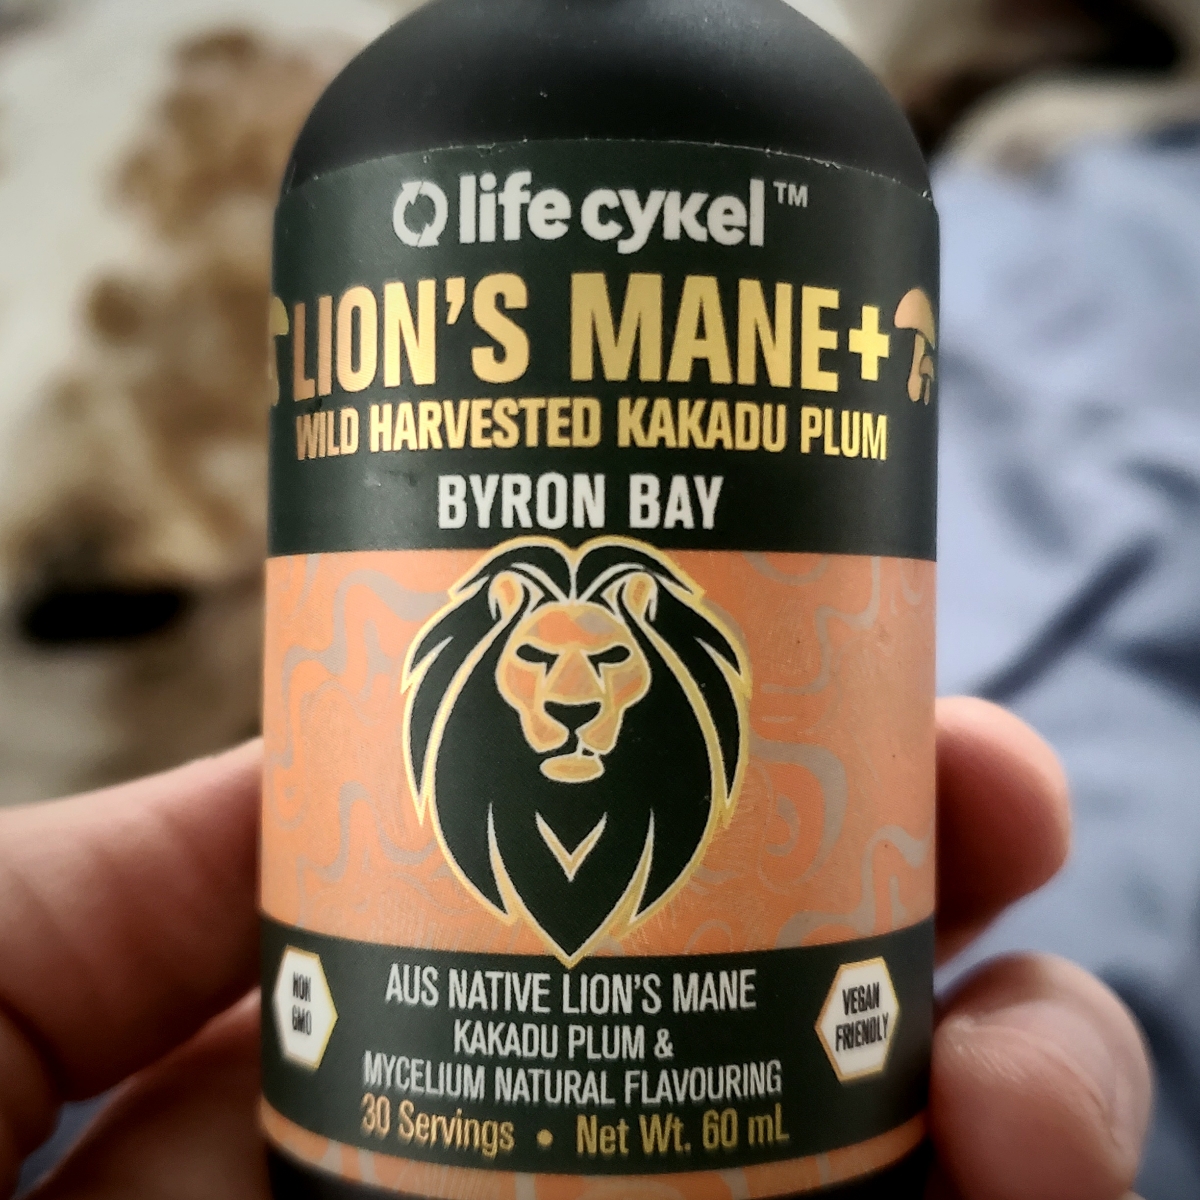 life cykel™
LION'S MANE+
WILD HARVESTED KAKADU PLUM
BYRON BAY
NON
GMO
AUS NATIVE LION'S MANE
KAKADU PLUM &
MYCELIUM NATURAL FLAVOURING
VEGAN
FRIENDLY
30 Servings • Net Wt. 60 mL